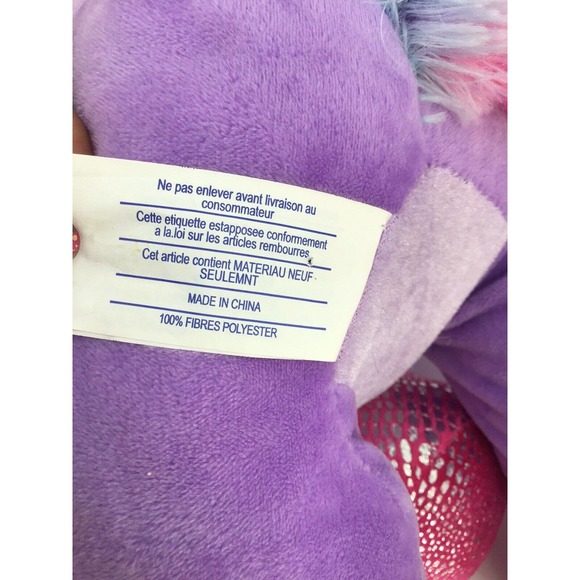 Ne pas enlever avant livraison au
consommateur
Cette etiquette estapposee conformement
a la.loi sur les articles rembourres
Cet article contient MATERIAU NEUF
SEULEMNT
MADE IN CHINA
100% FIBRES POLYESTER